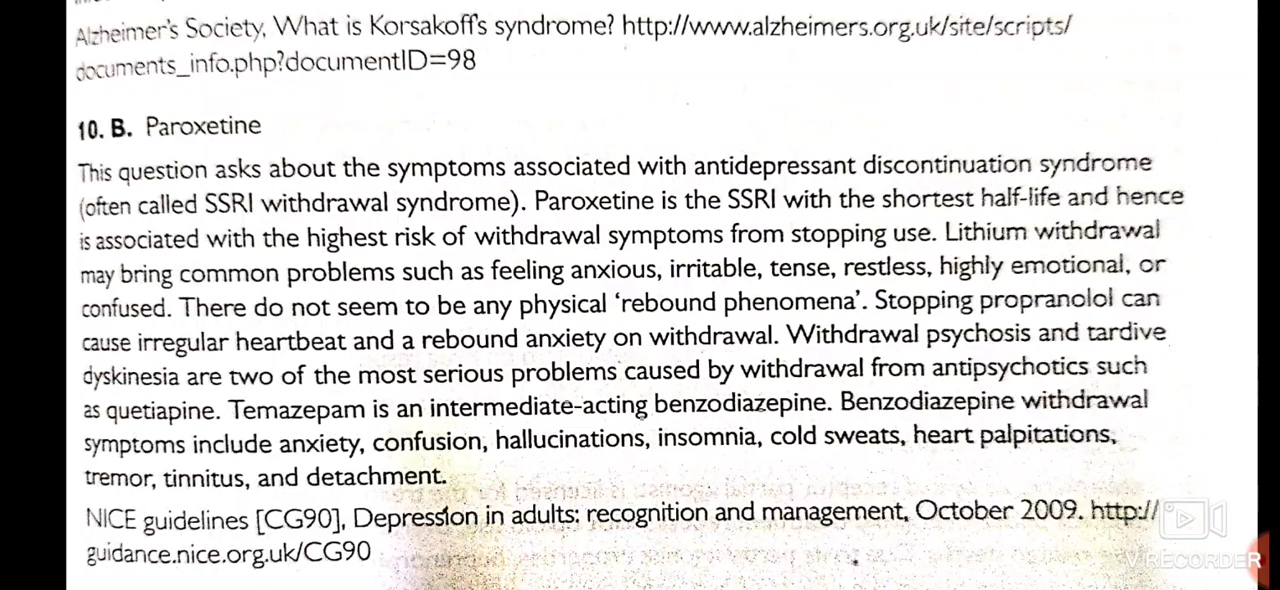 Alzheimer's Society, What is Korsakoff's syndrome? http://www.alzheimers.org.uk/site/scripts/
documents_info.php?documentID=98
10. B. Paroxetine
This question asks about the symptoms associated with antidepressant discontinuation syndrome
(often called SSRI withdrawal syndrome). Paroxetine is the SSRI with the shortest half-life and hence
is associated with the highest risk of withdrawal symptoms from stopping use. Lithium withdrawal
may bring common problems such as feeling anxious, irritable, tense, restless, highly emotional, or
confused. There do not seem to be any physical ‘rebound phenomena’. Stopping propranolol can
cause irregular heartbeat and a rebound anxiety on withdrawal. Withdrawal psychosis and tardive
dyskinesia are two of the most serious problems caused by withdrawal from antipsychotics such
as quetiapine. Temazepam is an intermediate-acting benzodiazepine. Benzodiazepine withdrawal
symptoms include anxiety, confusion, hallucinations, insomnia, cold sweats, heart palpitations,
tremor, tinnitus, and detachment.
NICE guidelines [CG90], Depression in adults; recognition and management, October 2009. http://
guidance.nice.org.uk/CG90
V RECORDER